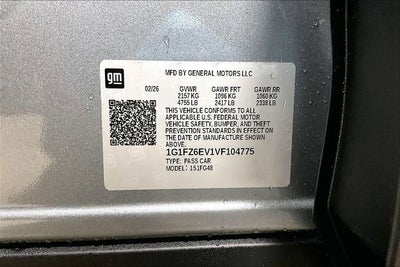 gm
MFD BY GENERAL MOTORS LLC
02/26 GVWR GAWR FRT GAWR RR
2157 KG 1096 KG 1060 KG
4755 LB 2417 LB 2338 LB
THIS VEHICLE CONFORMS TO ALL
APPLICABLE U.S. FEDERAL MOTOR
VEHICLE SAFETY, BUMPER, AND THEFT
PREVENTION STANDARDS IN EFFECT ON
THE DATE OF MANUFACTURE SHOWN
ABOVE.
1G1FZ6EV1VF104775
TYPE: PASS CAR
MODEL: 151FG48